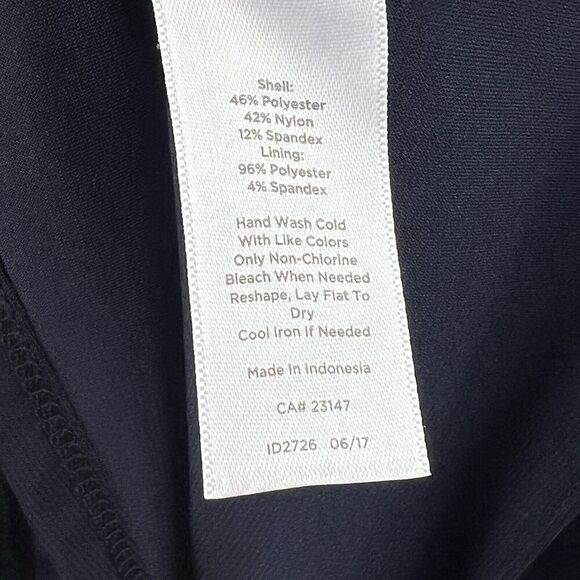 Shell:
46% Polyester
42% Nylon
12% Spandex
Lining:
96% Polyester
4% Spandex
Hand Wash Cold
With Like Colors
Only Non-Chlorine
Bleach When Needed
Reshape, Lay Flat To
Dry
Cool Iron If Needed
Made In Indonesia
CA# 23147
ID2726 06/17